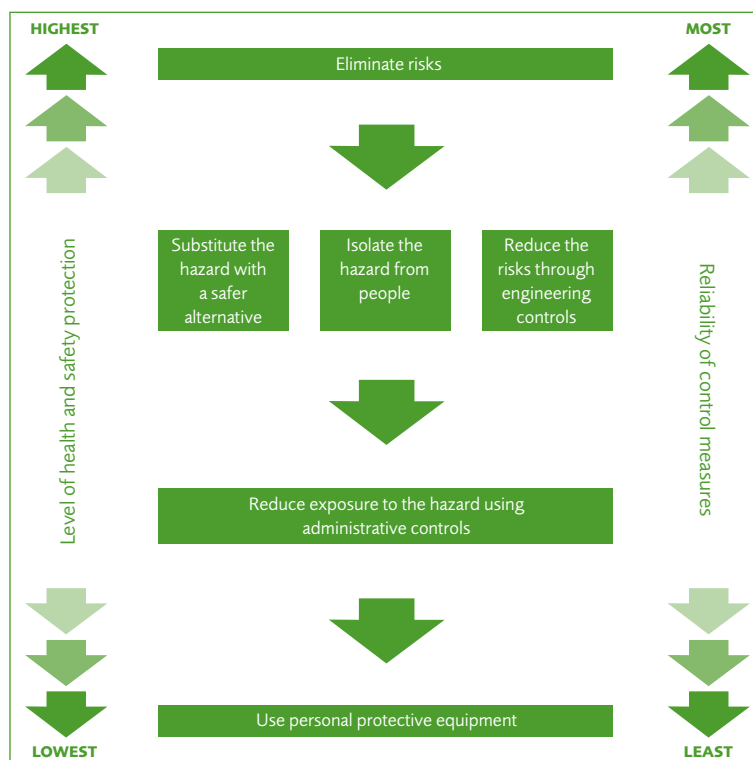 HIGHEST
MOST
Eliminate risks
Substitute the
hazard with
a safer
alternative
Isolate the
hazard from
people
Reduce the
risks through
engineering
controls
Level of health and safety protection
Reliability of control measures
Reduce exposure to the hazard using
administrative controls
Use personal protective equipment
LOWEST
LEAST